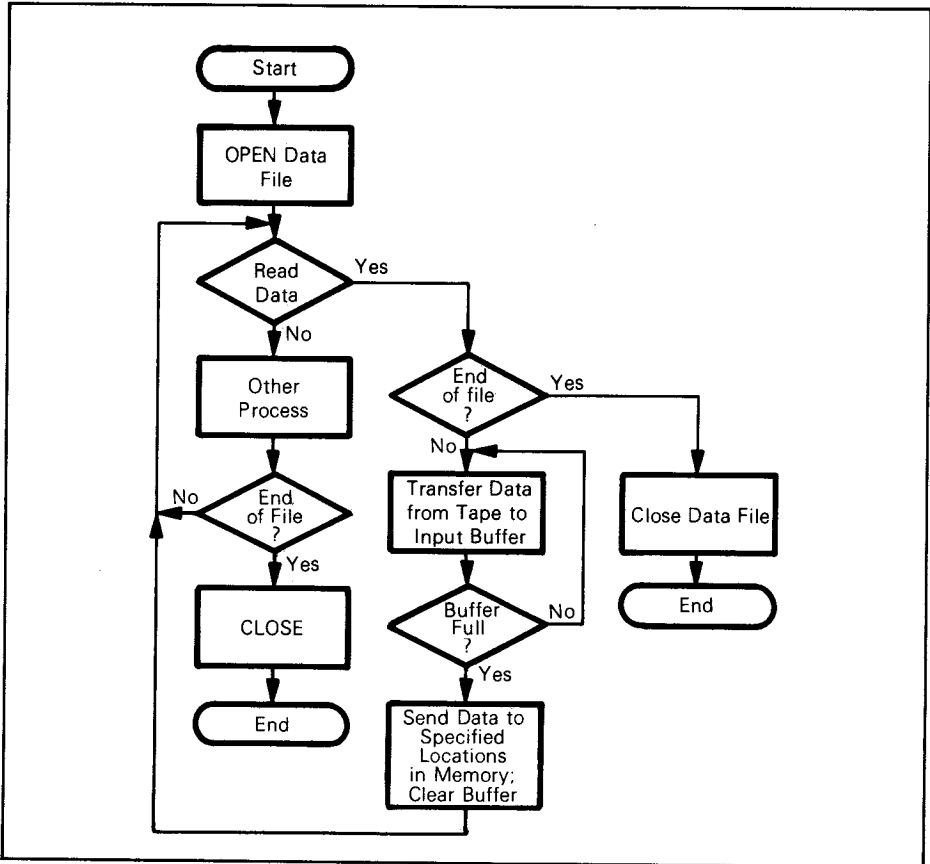 Start
OPEN Data
File
Read
Data
Yes
No
Other
Process
End
of File
?
No
Yes
CLOSE
End
End
of file
?
Yes
No
Transfer Data
from Tape to
Input Buffer
Buffer
Full
?
No
Yes
Send Data to
Specified
Locations
in Memory;
Clear Buffer
Close Data File
End